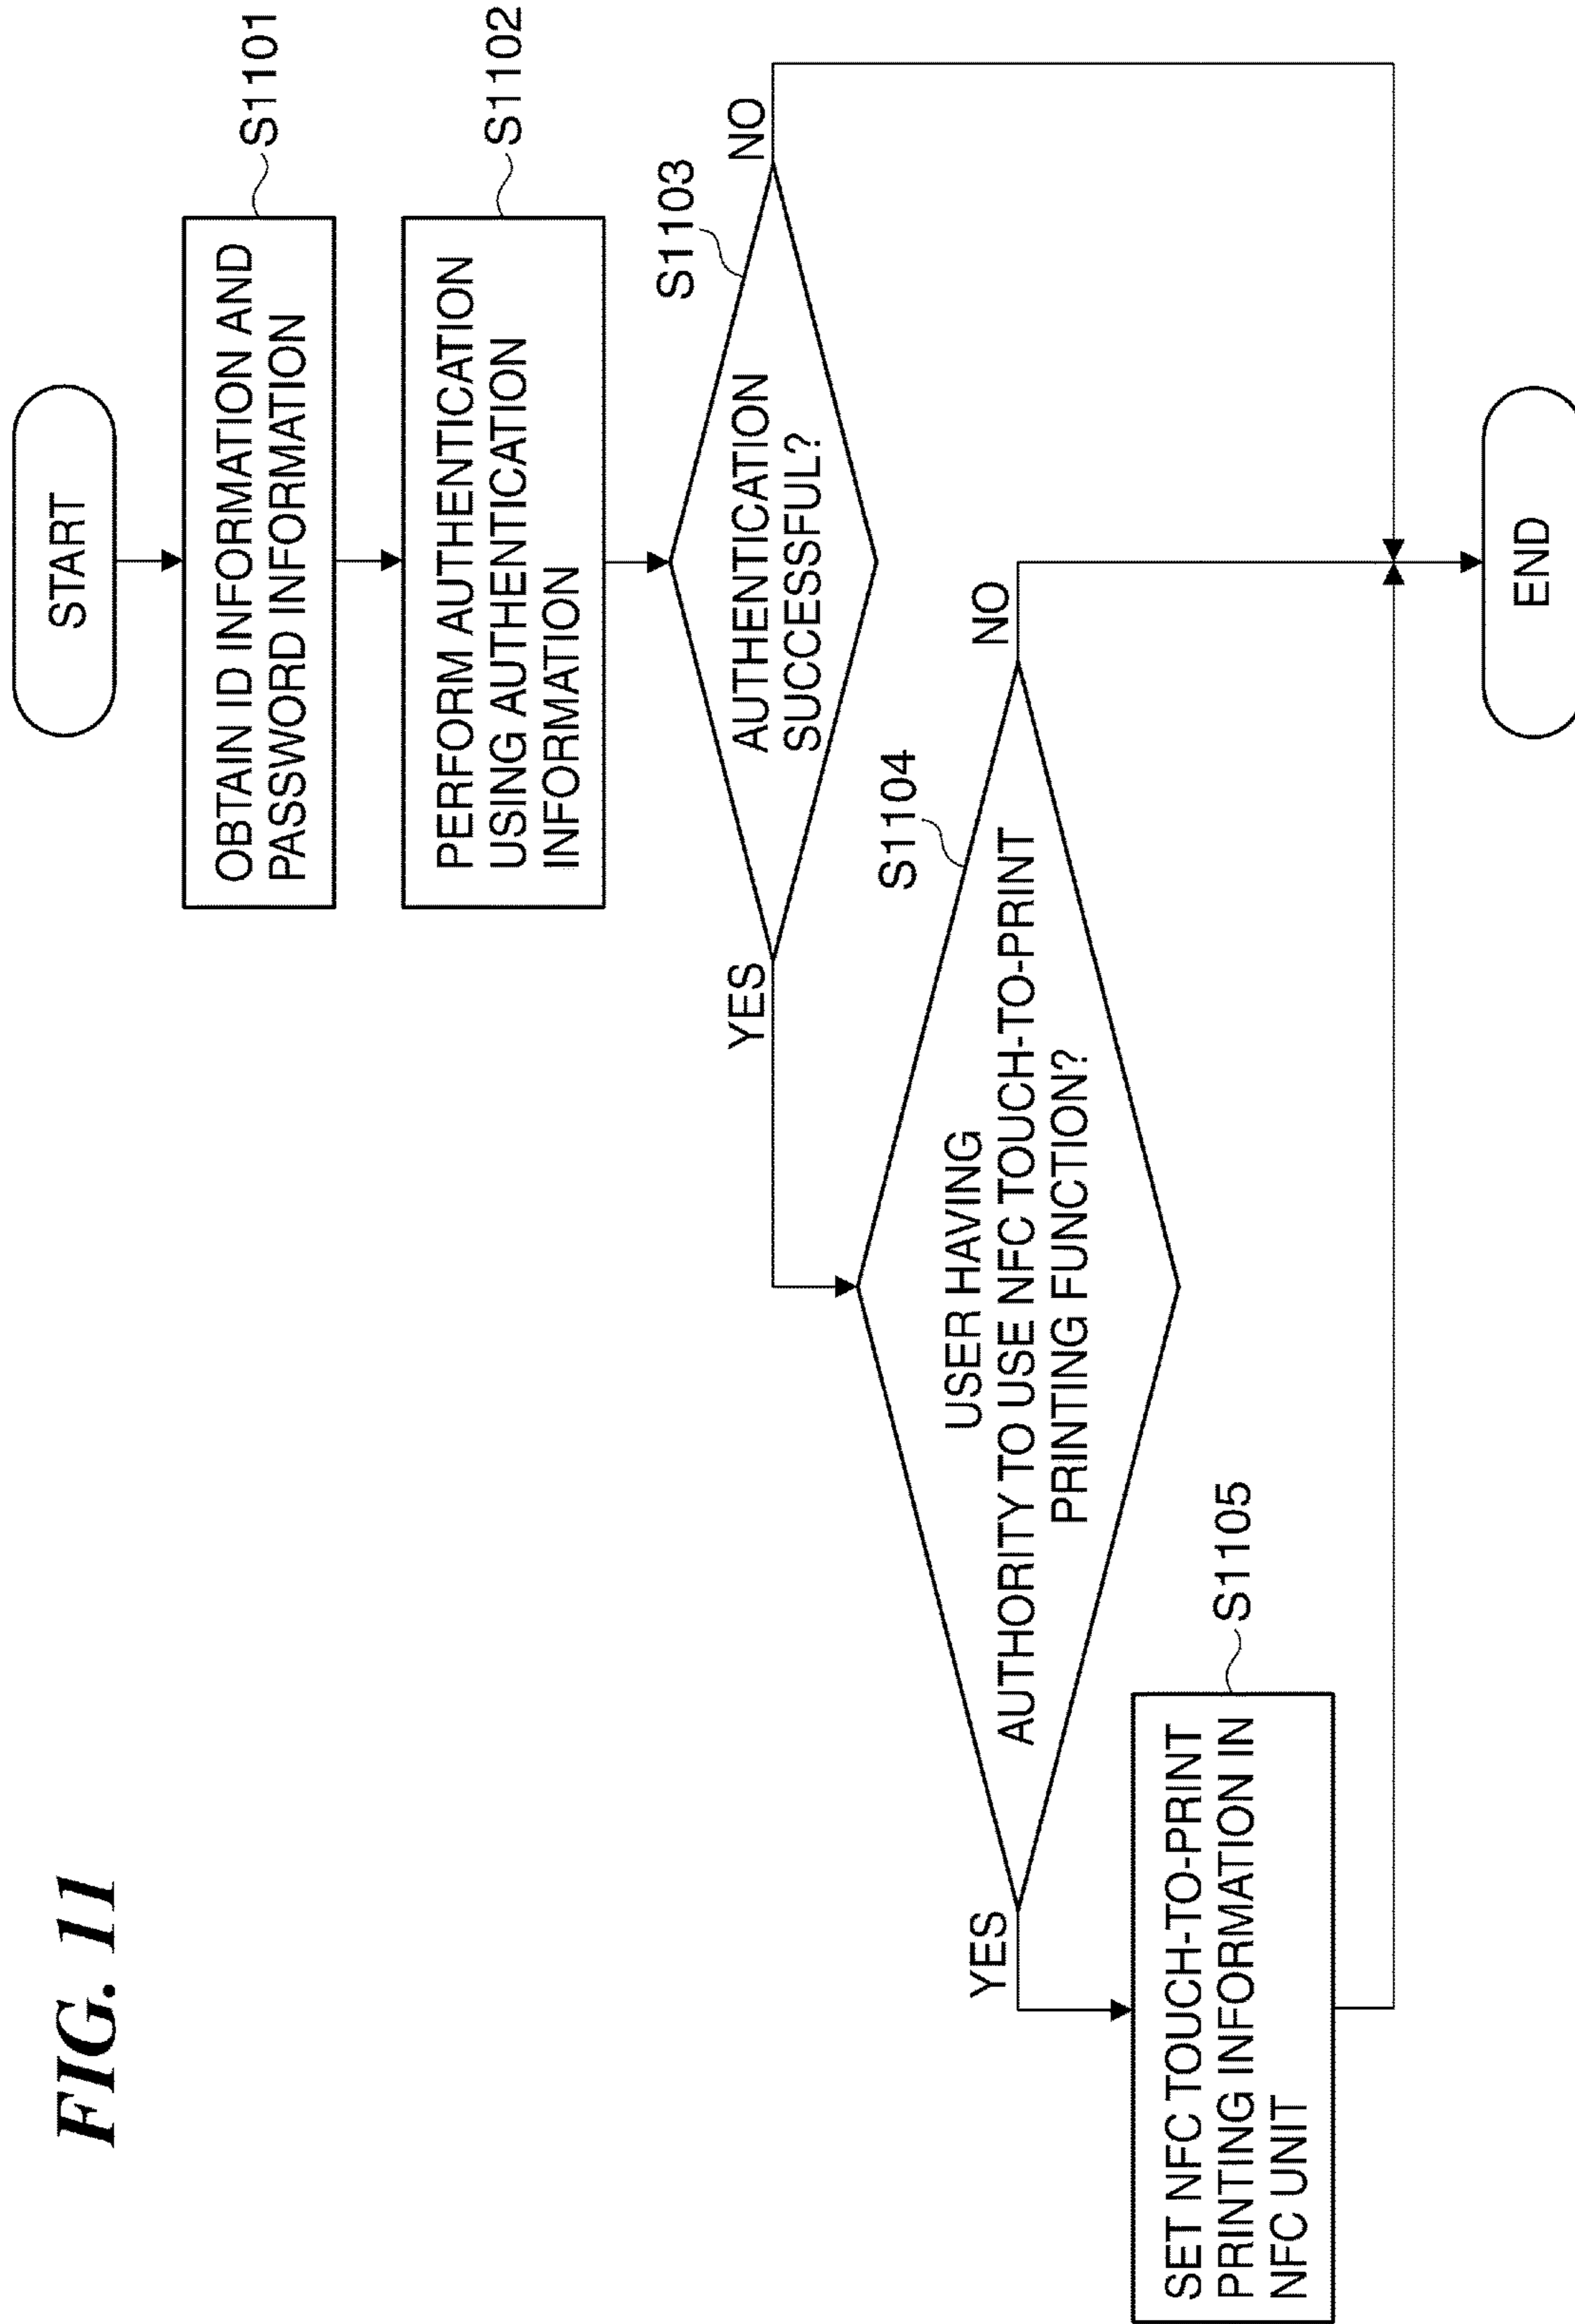 FIG. 11
START
OBTAIN ID INFORMATION AND
PASSWORD INFORMATION
S1101
PERFORM AUTHENTICATION
USING AUTHENTICATION
INFORMATION
S1102
S1103
AUTHENTICATION
SUCCESSFUL?
YES
NO
S1104
USER HAVING
AUTHORITY TO USE NFC TOUCH-TO-PRINT
PRINTING FUNCTION?
YES
NO
SET NFC TOUCH-TO-PRINT
PRINTING INFORMATION IN
NFC UNIT
S1105
END